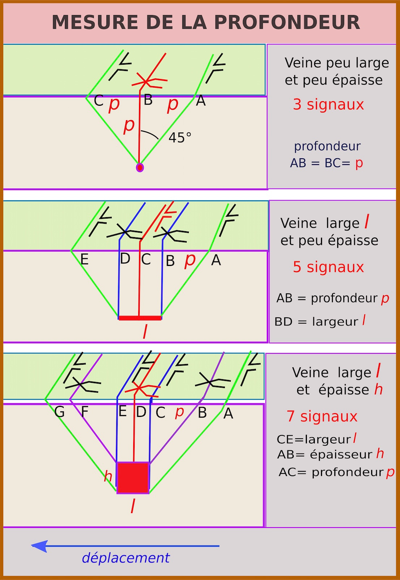 MESURE DE LA PROFONDEUR
Veine peu large
et peu épaisse
3 signaux
profondeur
AB = BC= p
C p B p A
p
45°
Veine large l
et peu épaisse
5 signaux
AB = profondeur p
BD = largeur l
E D C B p A
l
Veine large l
et épaisse h
7 signaux
CE=largeur l
AB= épaisseur h
AC= profondeur p
G F E D C p B A
h
l
déplacement